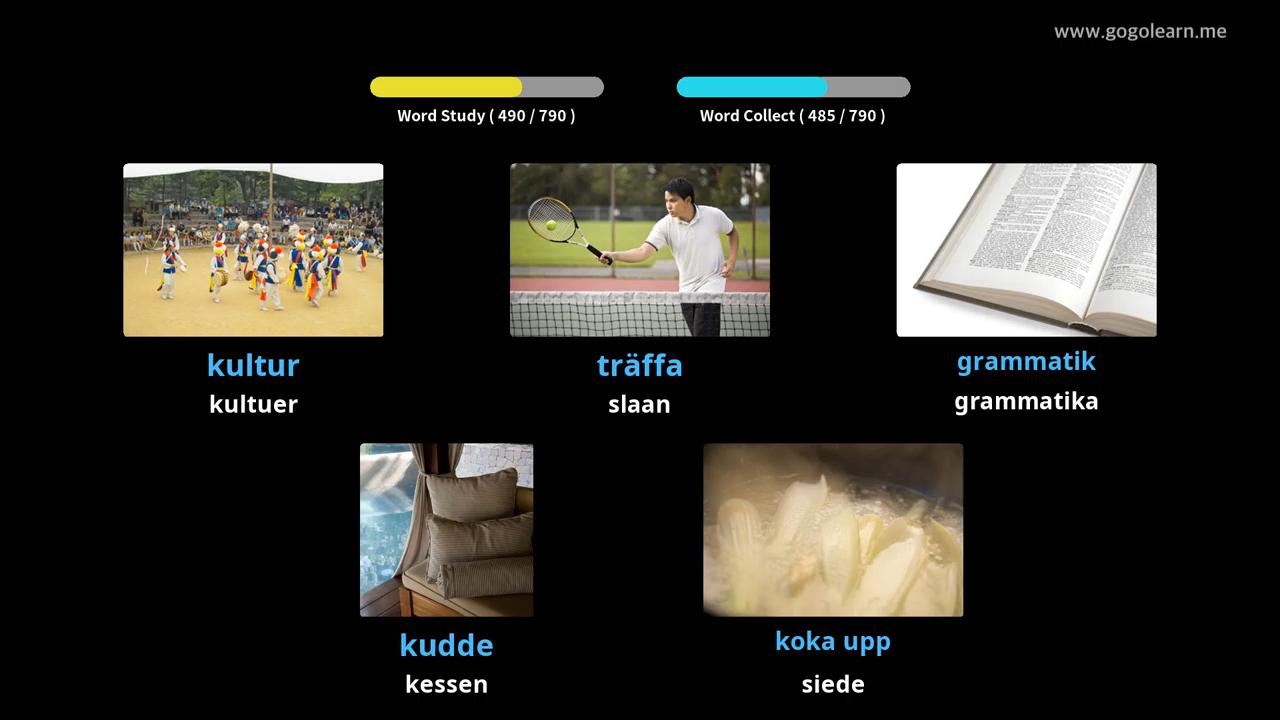 www.gogolearn.me
Word Study ( 490 / 790 )
Word Collect ( 485 / 790 )
kultur
kultuer
träffa
slaan
grammatik
grammatika
kudde
kessen
koka upp
siede